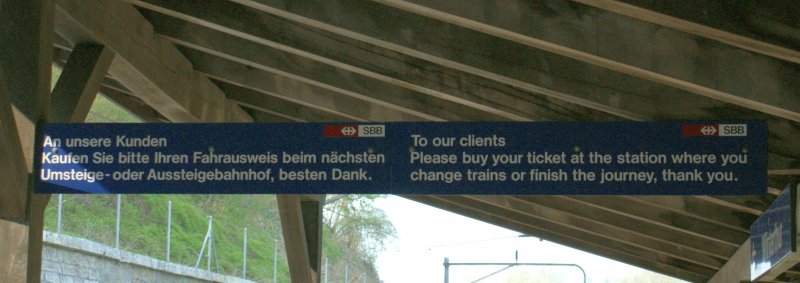 An unsere Kunden
SBB
Kaufen Sie bitte Ihren Fahrausweis beim nächsten
Umsteige- oder Aussteigebahnhof, besten Dank.
To our clients
SBB
Please buy your ticket at the station where you
change trains or finish the journey, thank you.